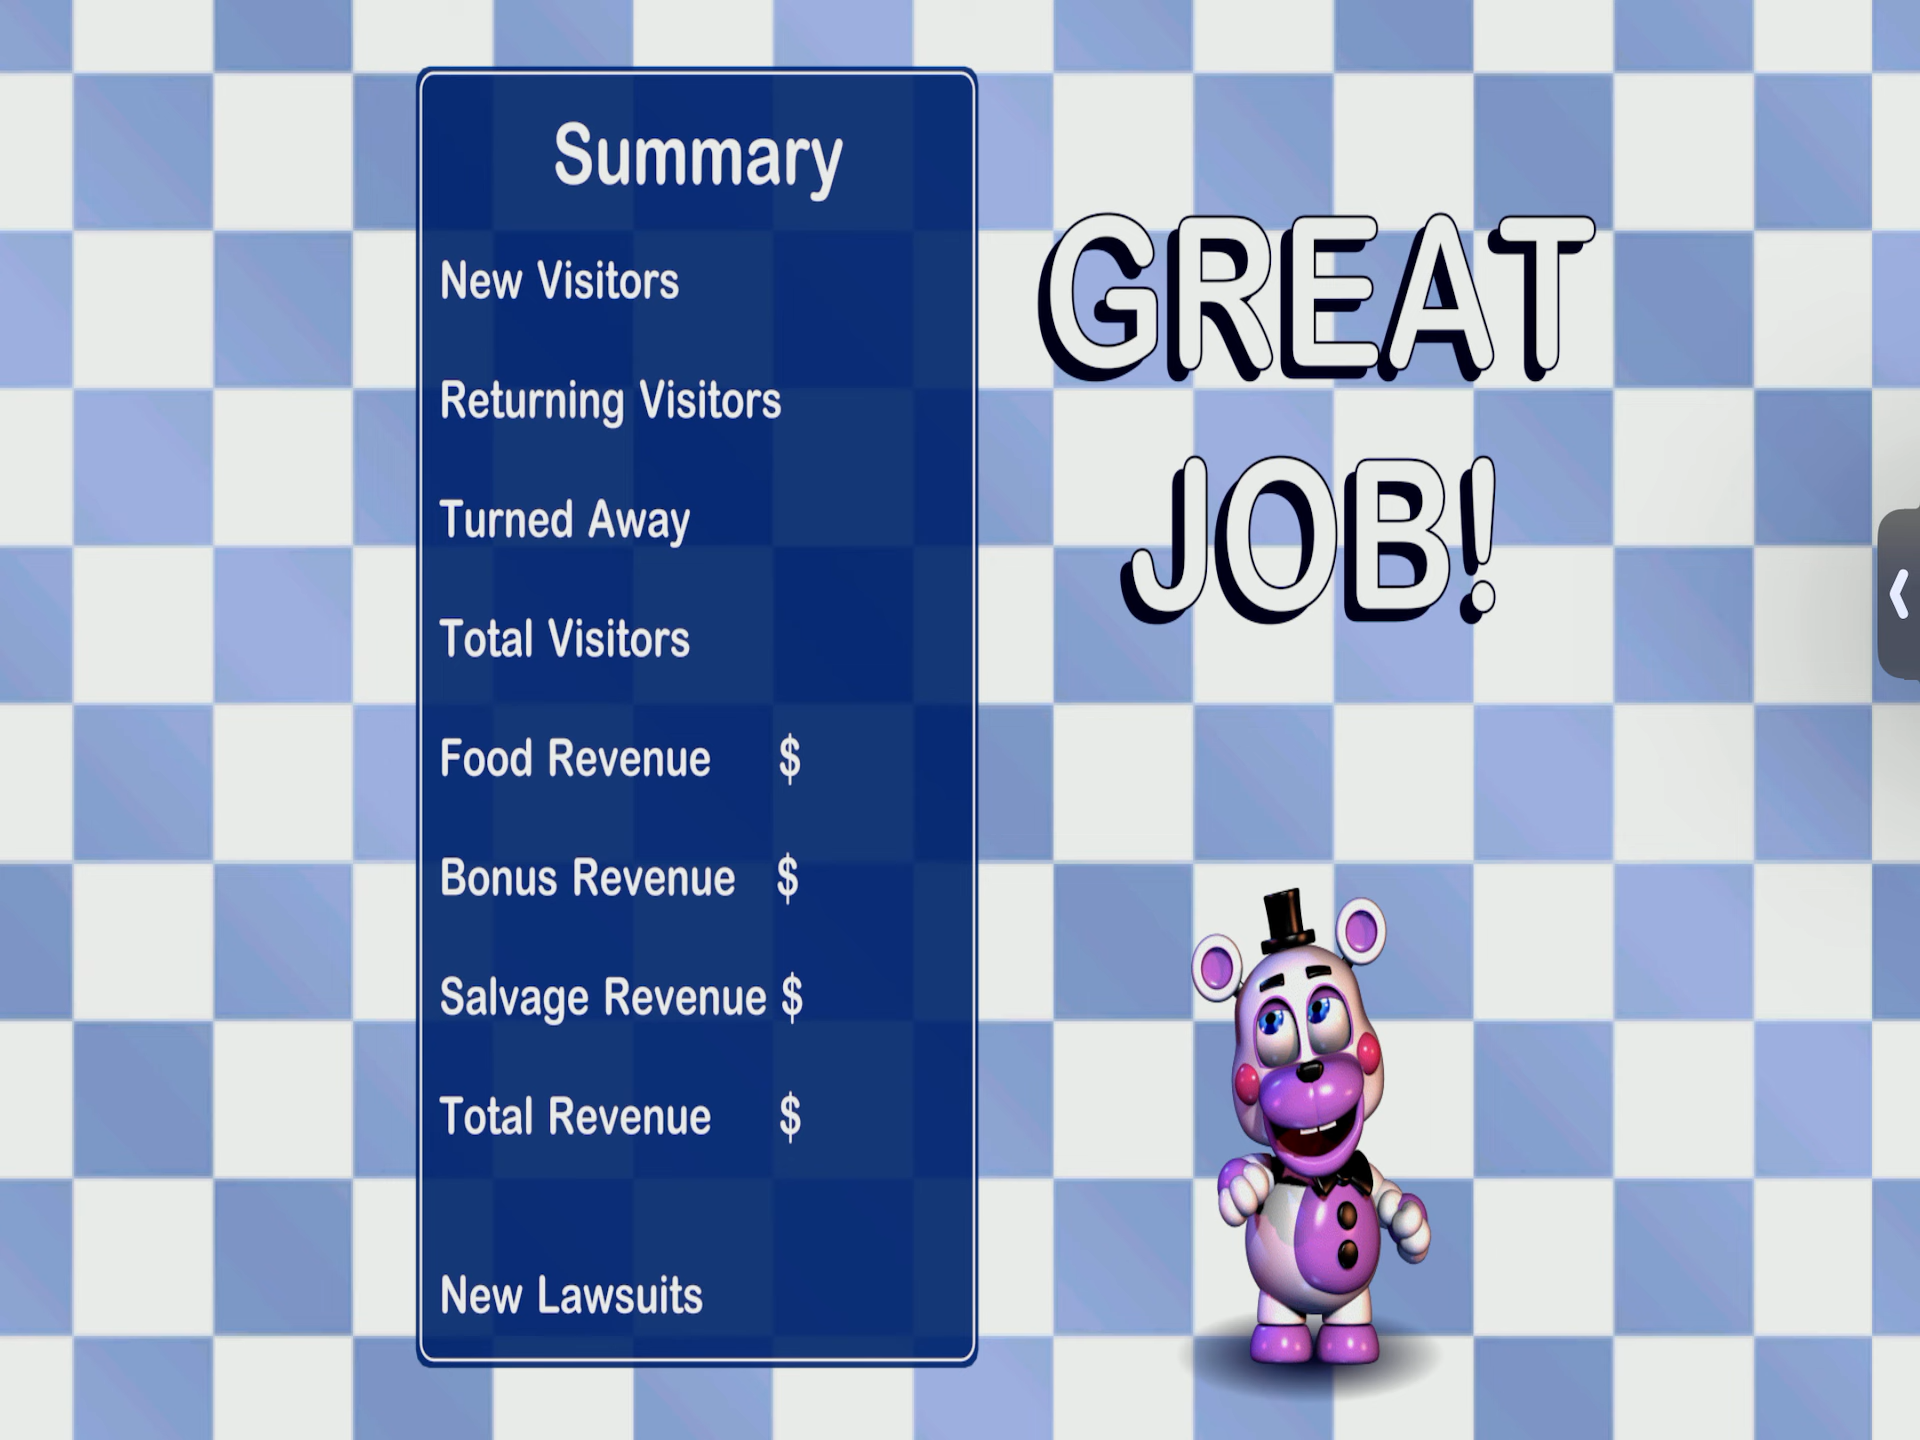 Summary
New Visitors
Returning Visitors
Turned Away
Total Visitors
Food Revenue $
Bonus Revenue $
Salvage Revenue $
Total Revenue $
New Lawsuits
GREAT
JOB!